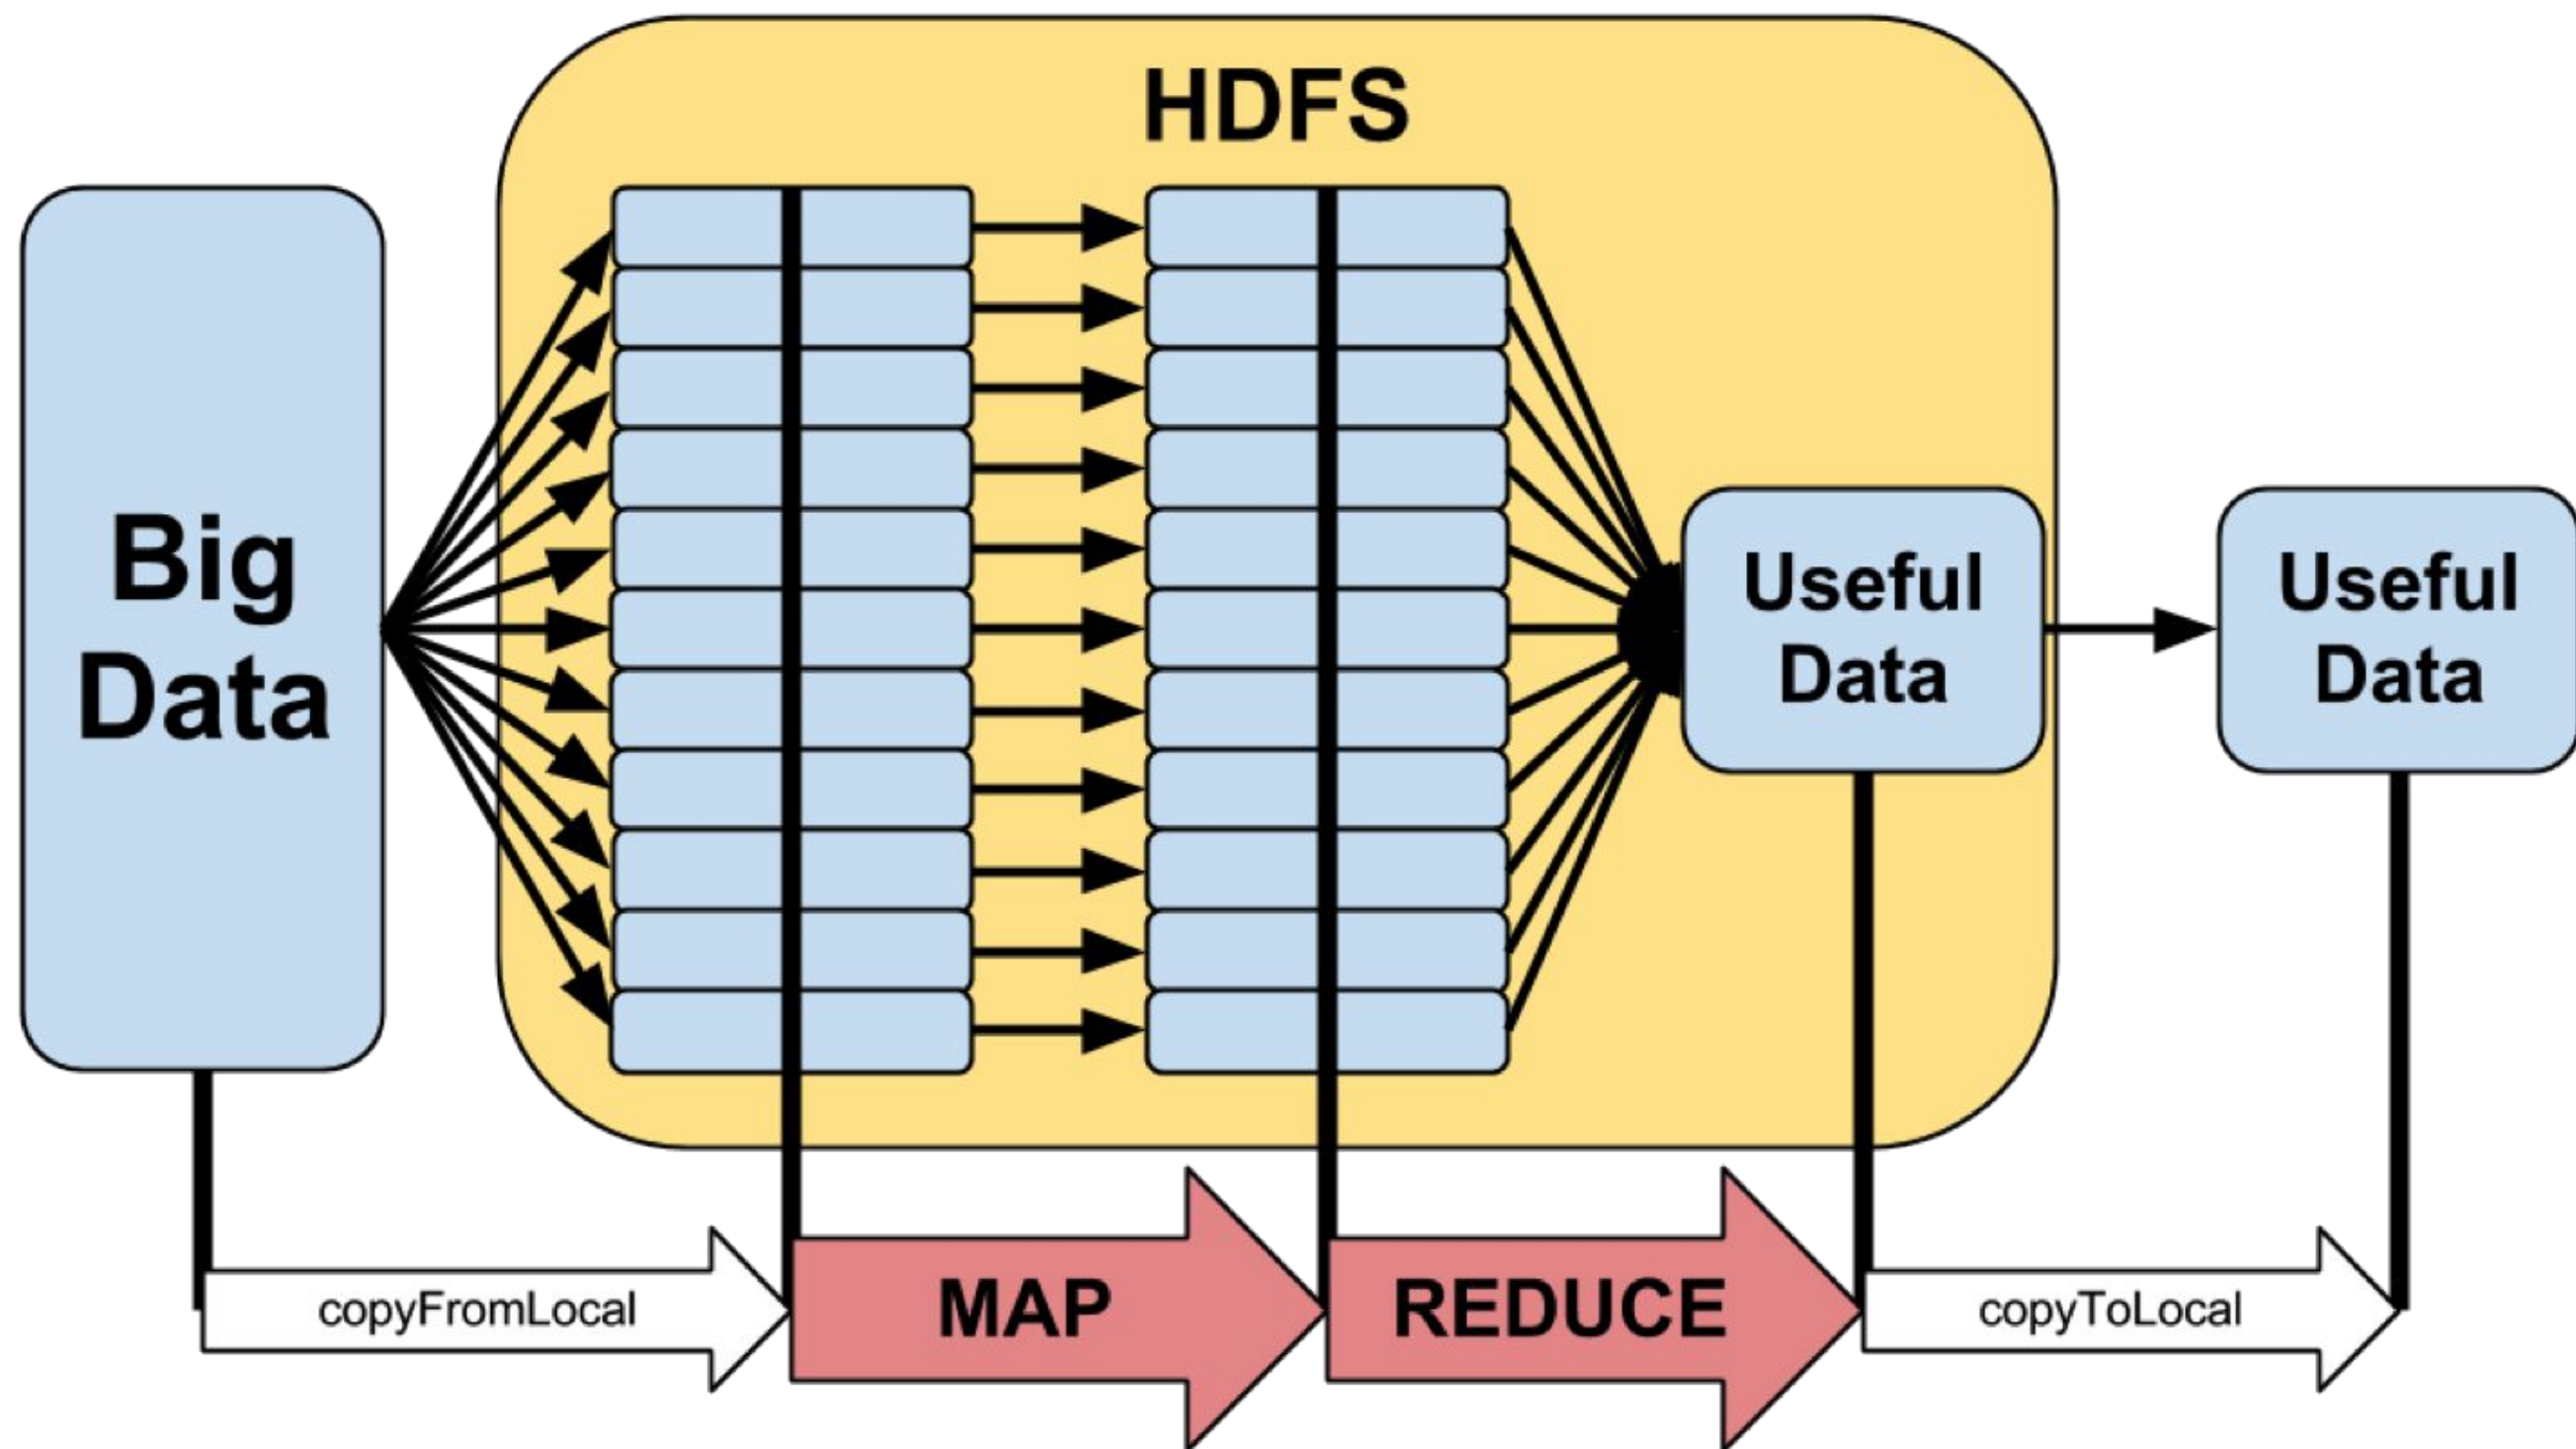 HDFS
Big
Data
Useful
Data
Useful
Data
copyFromLocal
MAP
REDUCE
copyToLocal